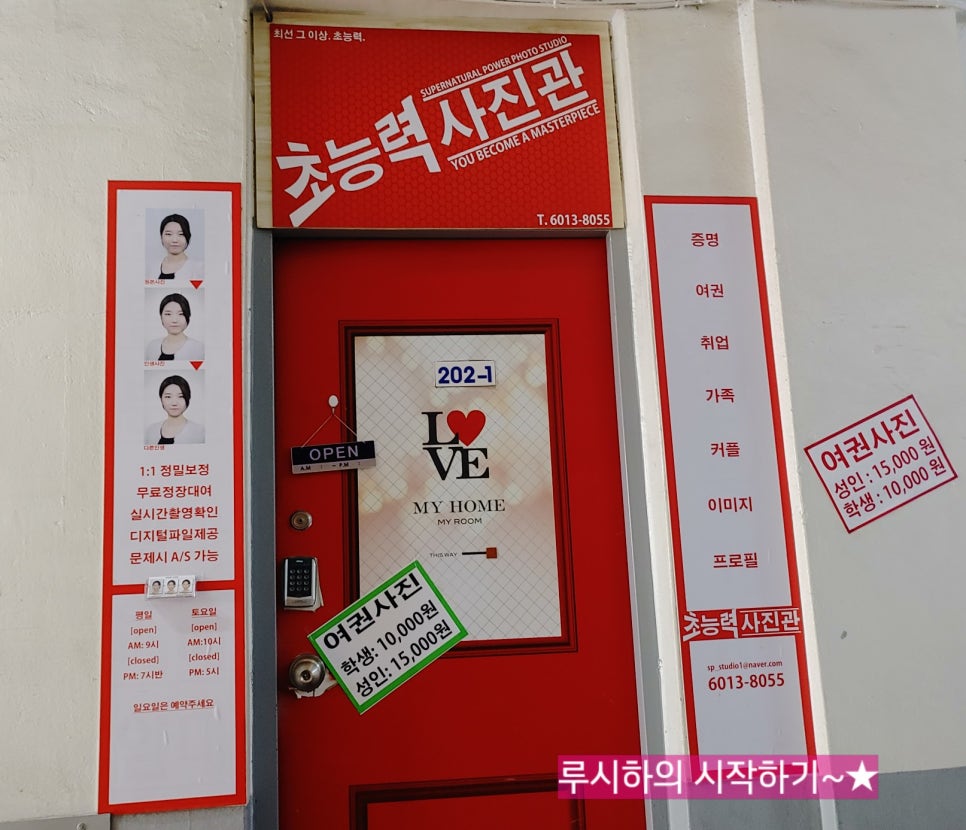 최선 그 이상. 초능력.
SUPERNATURAL POWER PHOTO STUDIO
초능력 사진관
YOU BECOME A MASTERPIECE
T. 6013-8055
인생사진
다른인생
1:1 정밀보정
무료정장대여
실시간촬영확인
디지털파일제공
문제시 A/S 가능
평일 토요일
[open] [open]
AM: 9시 AM:10시
[closed] [closed]
PM: 7시반 PM: 5시
일요일은 예약주세요
202-1
LOVE
MY HOME
MY ROOM
THIS WAY
OPEN
A.M : - P.M :
여권사진
학생: 10,000원
성인: 15,000원
증명
여권
취업
가족
커플
이미지
프로필
초능력 사진관
sp_studio1@naver.com
6013-8055
여권사진
성인 : 15,000 원
학생 : 10,000 원
루시하의 시작하기~★